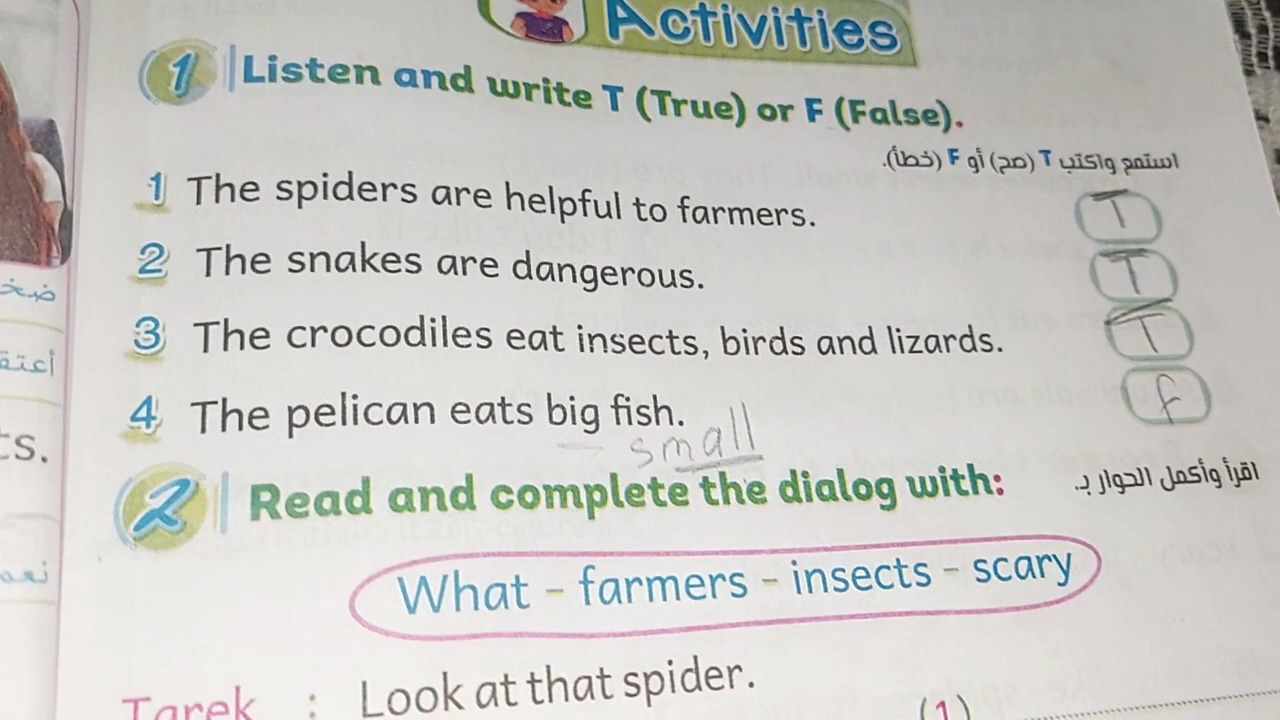 Activities
1 Listen and write T (True) or F (False).
استمع واكتب T (صح) أو F (خطأ).
1 The spiders are helpful to farmers. T
2 The snakes are dangerous. T
3 The crocodiles eat insects, birds and lizards. T
4 The pelican eats big fish. F
small
2 Read and complete the dialog with:
اقرأ وأكمل الحوار بـ.
What - farmers - insects - scary
Tarek : Look at that spider.
(1)
أعتقد
ts.